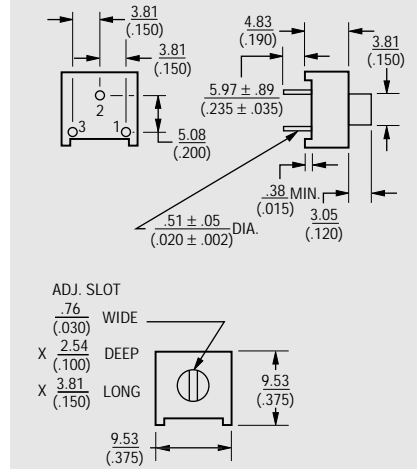 3.81
(.150)
3.81
(.150)
2
3
1
5.08
(.200)
4.83
(.190)
3.81
(.150)
5.97 ± .89
(.235 ± .035)
.38 MIN.
(.015)
3.05
(.120)
.51 ± .05 DIA.
(.020 ± .002)
ADJ. SLOT
.76 WIDE
(.030)
X 2.54 DEEP
(.100)
X 3.81 LONG
(.150)
9.53
(.375)
9.53
(.375)